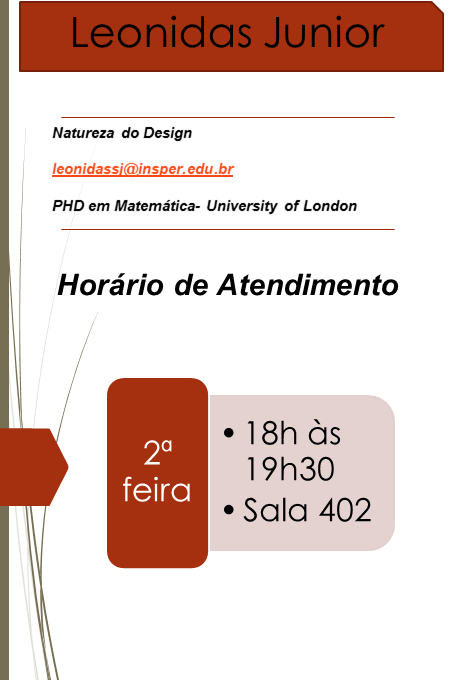 Leonidas Junior
Natureza do Design
leonidassj@insper.edu.br
PHD em Matemática- University of London
Horário de Atendimento
2ª
feira
• 18h às
19h30
• Sala 402